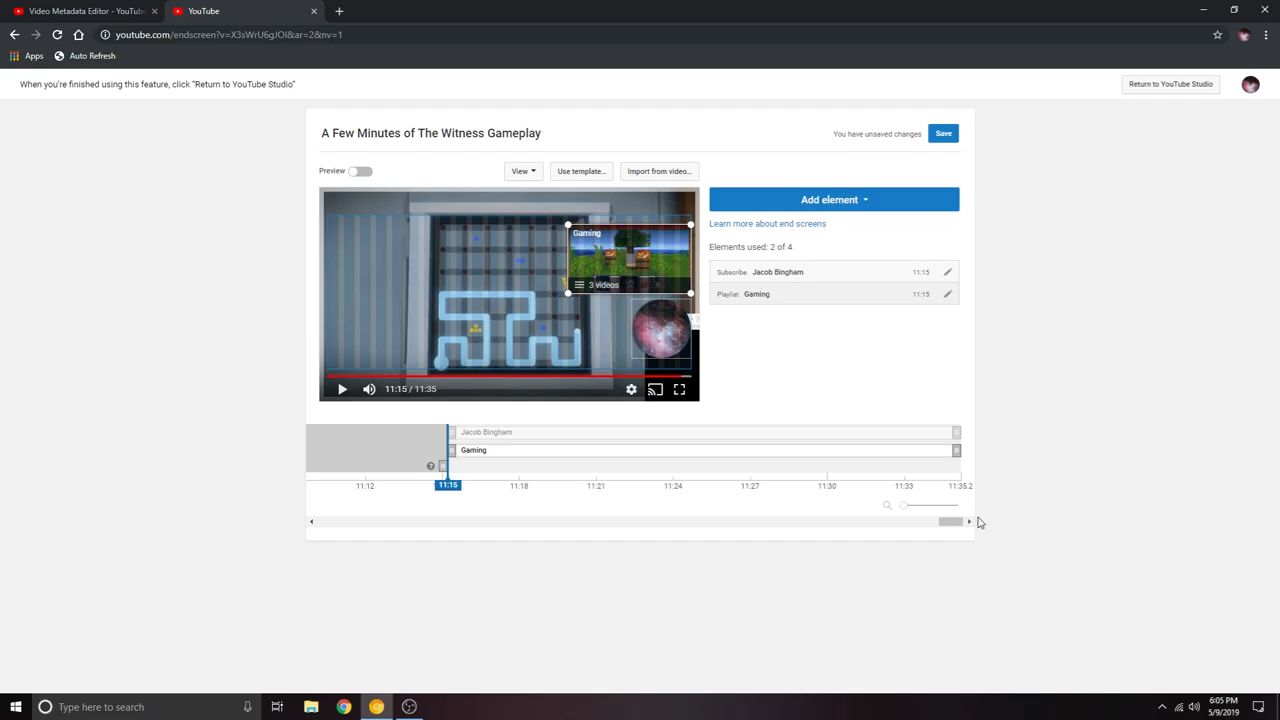 Video Metadata Editor - YouTu
YouTube
youtube.com/endscreen?v=X3sWrU6gJOI&ar=2&nv=1
Apps
Auto Refresh
When you're finished using this feature, click "Return to YouTube Studio"
Return to YouTube Studio
A Few Minutes of The Witness Gameplay
You have unsaved changes
Save
Preview
View
Use template...
Import from video...
Add element
Learn more about end screens
Elements used: 2 of 4
Subscribe Jacob Bingham 11:15
Playlist Gaming 11:15
Gaming
3 videos
11:15 / 11:35
Jacob Bingham
Gaming
?
11:12 11:15 11:18 11:21 11:24 11:27 11:30 11:33 11:35.2
Type here to search
6:05 PM
5/9/2019